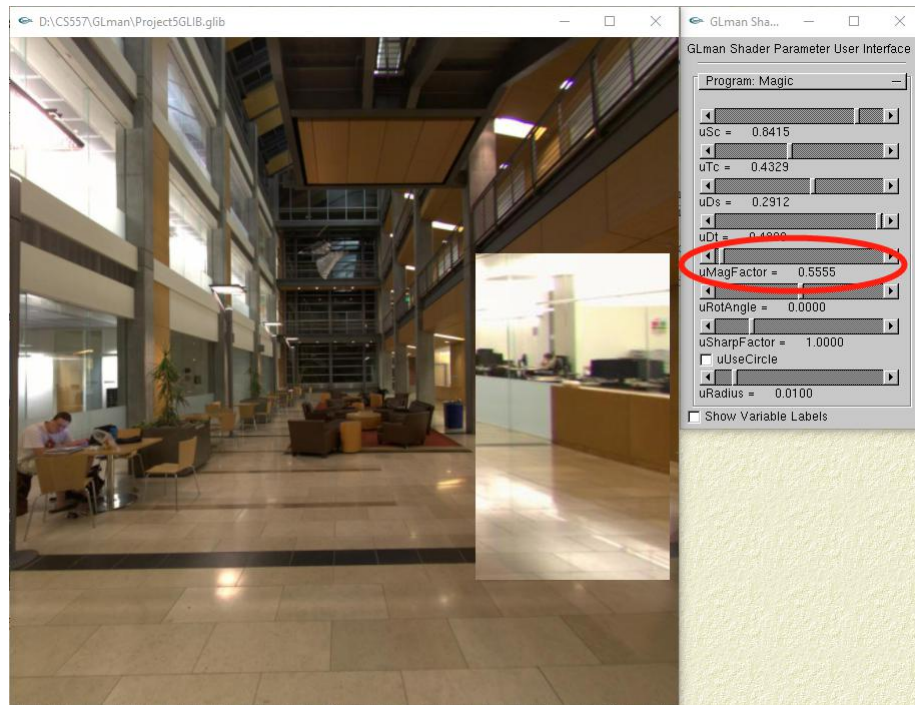 D:\CS557\GLman\Project5GLIB.glib
GLman Sha...
GLman Shader Parameter User Interface
Program: Magic
uSc = 0.8415
uTc = 0.4329
uDs = 0.2912
uDt =
uMagFactor = 0.5555
uRotAngle = 0.0000
uSharpFactor = 1.0000
uUseCircle
uRadius = 0.0100
Show Variable Labels